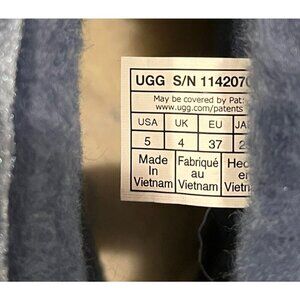 UGG S/N 114207
May be covered by Pat:
www.ugg.com/patents
USA UK EU
5 4 37
Made Fabriqué
In au en
Vietnam Vietnam